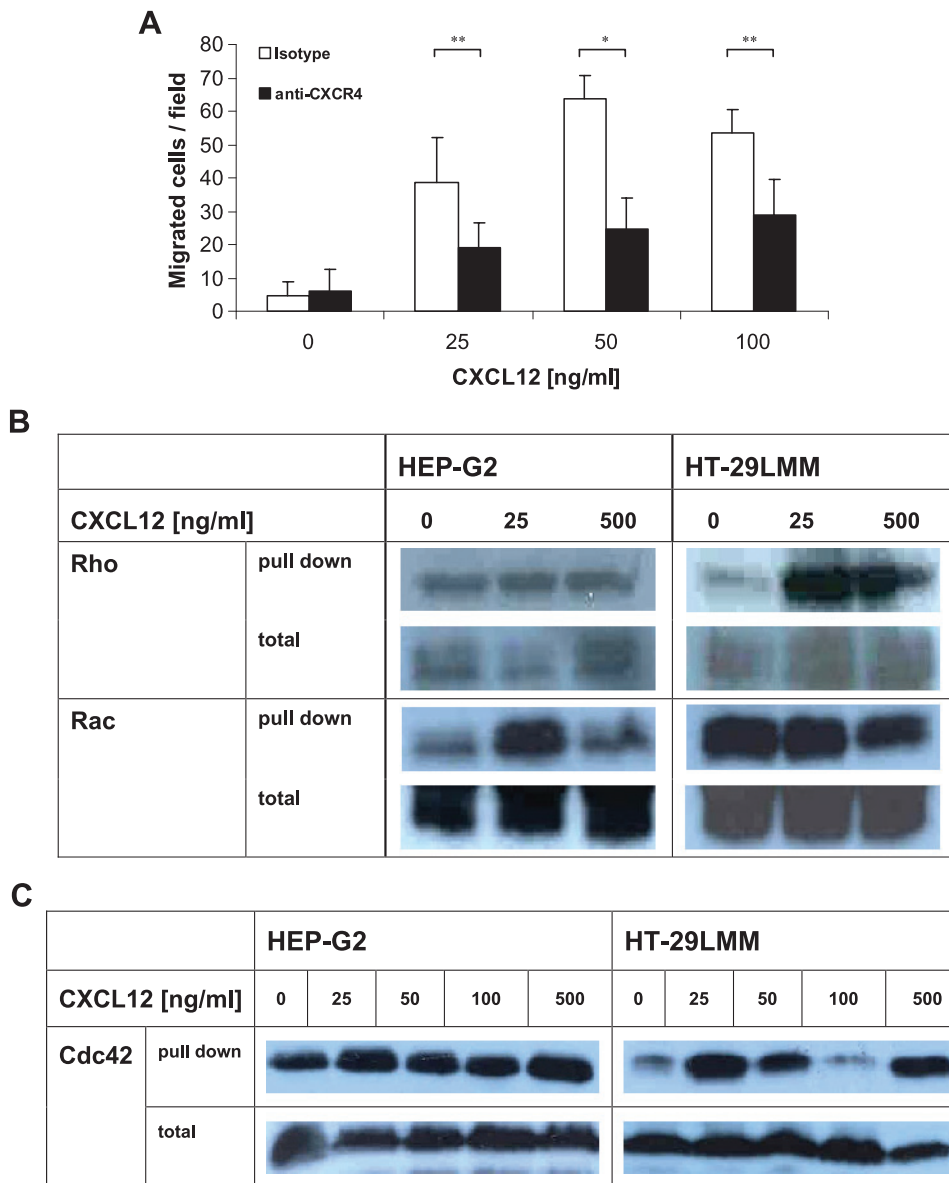 A
** * **
80
70
60
50
40
30
20
10
0
Migrated cells / field
Isotype
anti-CXCR4
0 25 50 100
CXCL12 [ng/ml]
B
HEP-G2 HT-29LMM
CXCL12 [ng/ml] 0 25 500 0 25 500
Rho pull down
total
Rac pull down
total
C
HEP-G2 HT-29LMM
CXCL12 [ng/ml] 0 25 50 100 500 0 25 50 100 500
Cdc42 pull down
total